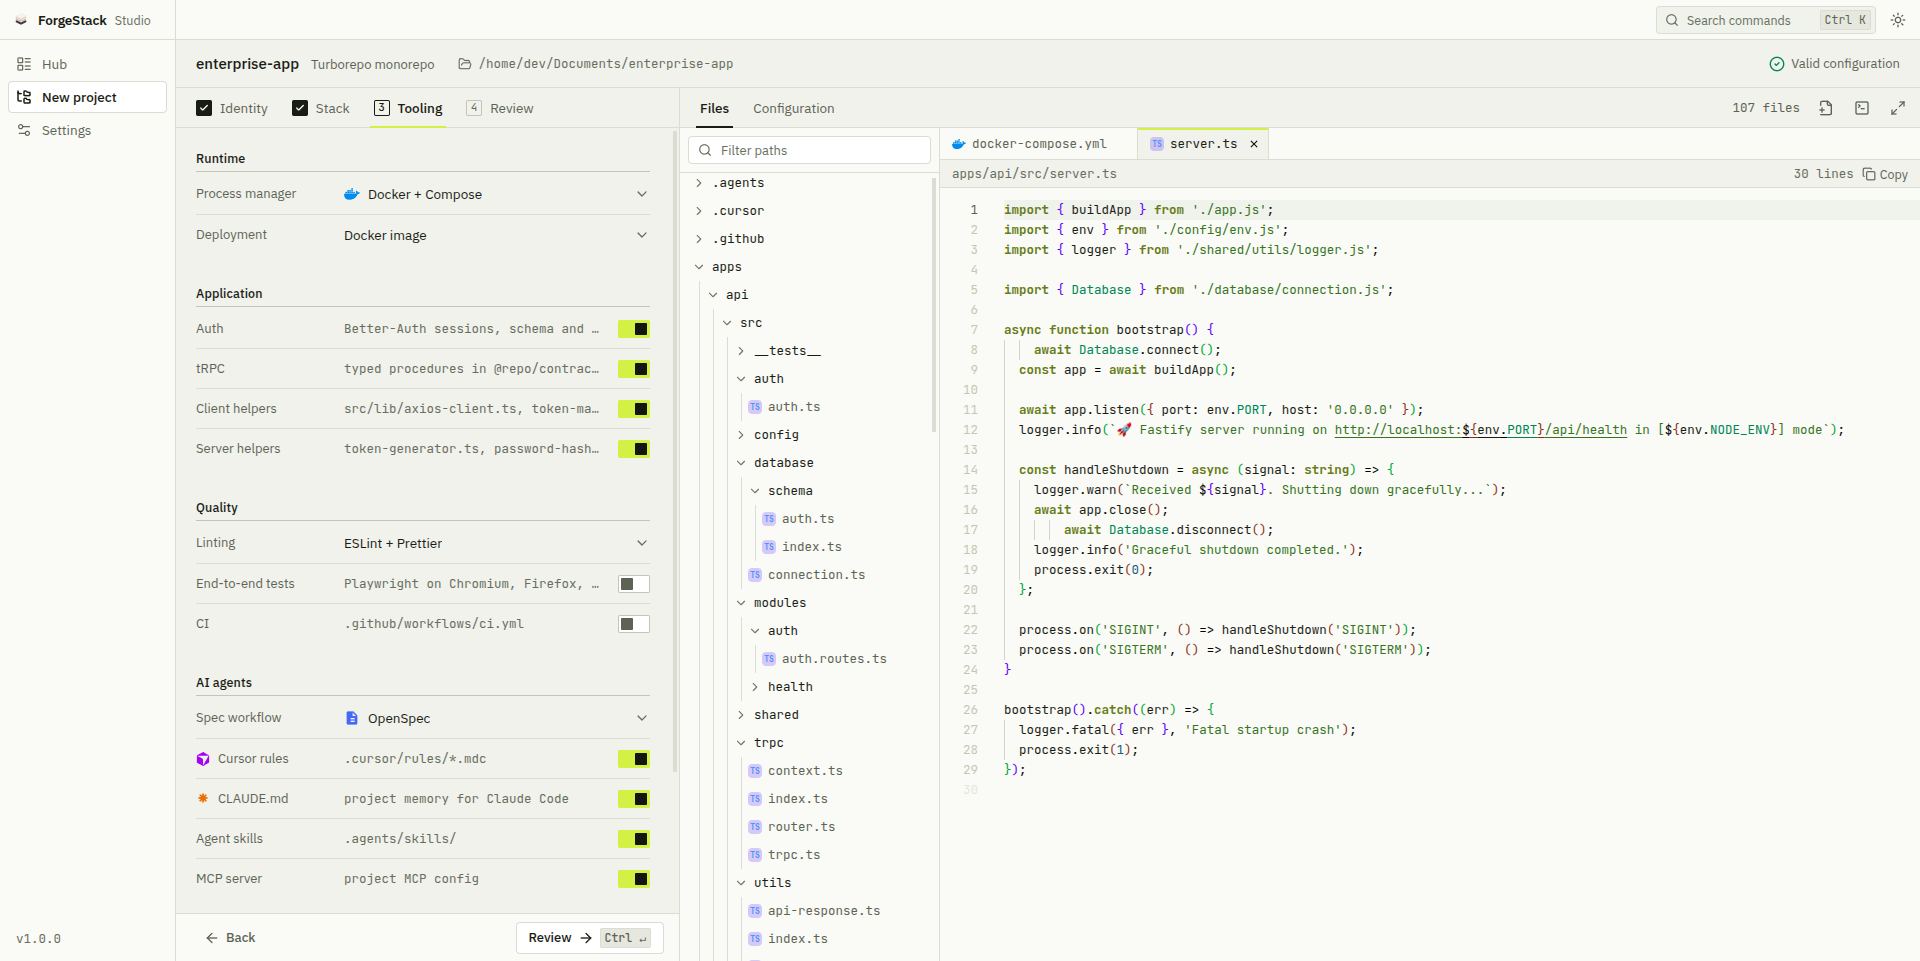 ForgeStack Studio
Search commands Ctrl K
Hub
New project
Settings
v1.0.0
enterprise-app Turborepo monorepo /home/dev/Documents/enterprise-app
Valid configuration
Identity Stack 3 Tooling 4 Review
Runtime
Process manager Docker + Compose
Deployment Docker image
Application
Auth Better-Auth sessions, schema and …
tRPC typed procedures in @repo/contrac…
Client helpers src/lib/axios-client.ts, token-ma…
Server helpers token-generator.ts, password-hash…
Quality
Linting ESLint + Prettier
End-to-end tests Playwright on Chromium, Firefox, …
CI .github/workflows/ci.yml
AI agents
Spec workflow OpenSpec
Cursor rules .cursor/rules/*.mdc
CLAUDE.md project memory for Claude Code
Agent skills .agents/skills/
MCP server project MCP config
Back
Review Ctrl ↵
Files Configuration
107 files
Filter paths
.agents
.cursor
.github
apps
api
src
__tests__
auth
TS auth.ts
config
database
schema
TS auth.ts
TS index.ts
TS connection.ts
modules
auth
TS auth.routes.ts
health
shared
trpc
TS context.ts
TS index.ts
TS router.ts
TS trpc.ts
utils
TS api-response.ts
TS index.ts
docker-compose.yml TS server.ts ×
apps/api/src/server.ts 30 lines Copy
1 import { buildApp } from './app.js';
2 import { env } from './config/env.js';
3 import { logger } from './shared/utils/logger.js';
4
5 import { Database } from './database/connection.js';
6
7 async function bootstrap() {
8 await Database.connect();
9 const app = await buildApp();
10
11 await app.listen({ port: env.PORT, host: '0.0.0.0' });
12 logger.info(`🚀 Fastify server running on http://localhost:${env.PORT}/api/health in [${env.NODE_ENV}] mode`);
13
14 const handleShutdown = async (signal: string) => {
15 logger.warn(`Received ${signal}. Shutting down gracefully...`);
16 await app.close();
17 await Database.disconnect();
18 logger.info('Graceful shutdown completed.');
19 process.exit(0);
20 };
21
22 process.on('SIGINT', () => handleShutdown('SIGINT'));
23 process.on('SIGTERM', () => handleShutdown('SIGTERM'));
24 }
25
26 bootstrap().catch((err) => {
27 logger.fatal({ err }, 'Fatal startup crash');
28 process.exit(1);
29 });
30